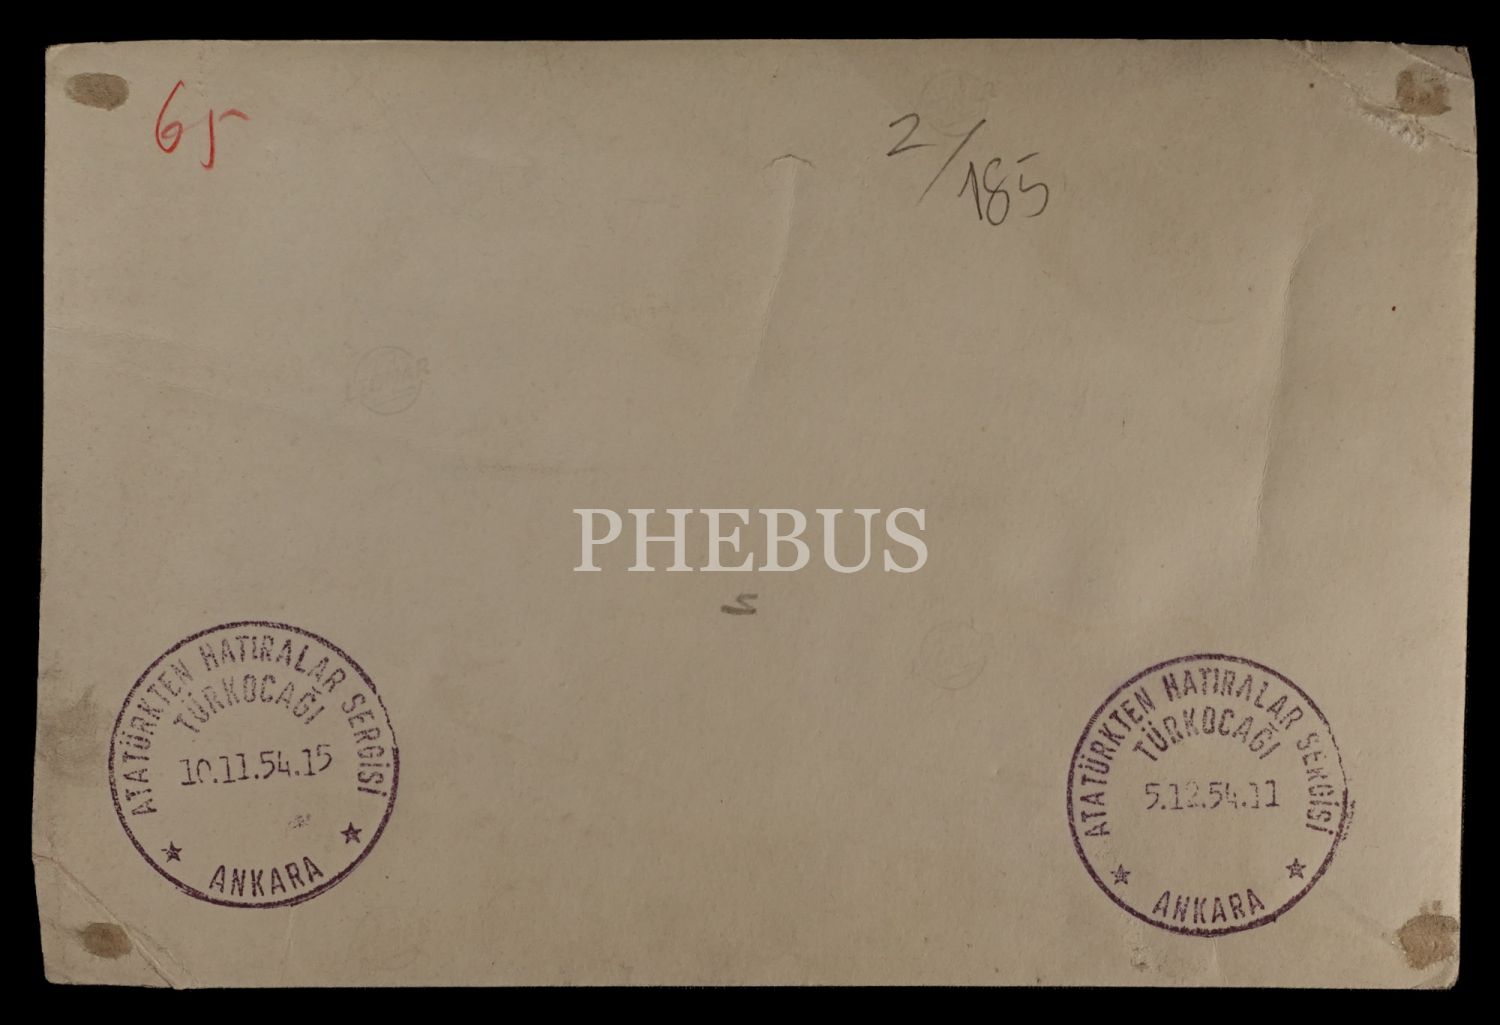 65
2/185
PHEBUS
ATATÜRKTEN HATIRALAR SERGİSİ
TÜRKOCAĞI
10.11.54.15
ANKARA
ATATÜRKTEN HATIRALAR SERGİSİ
TÜRKOCAĞI
5.12.54.11
ANKARA